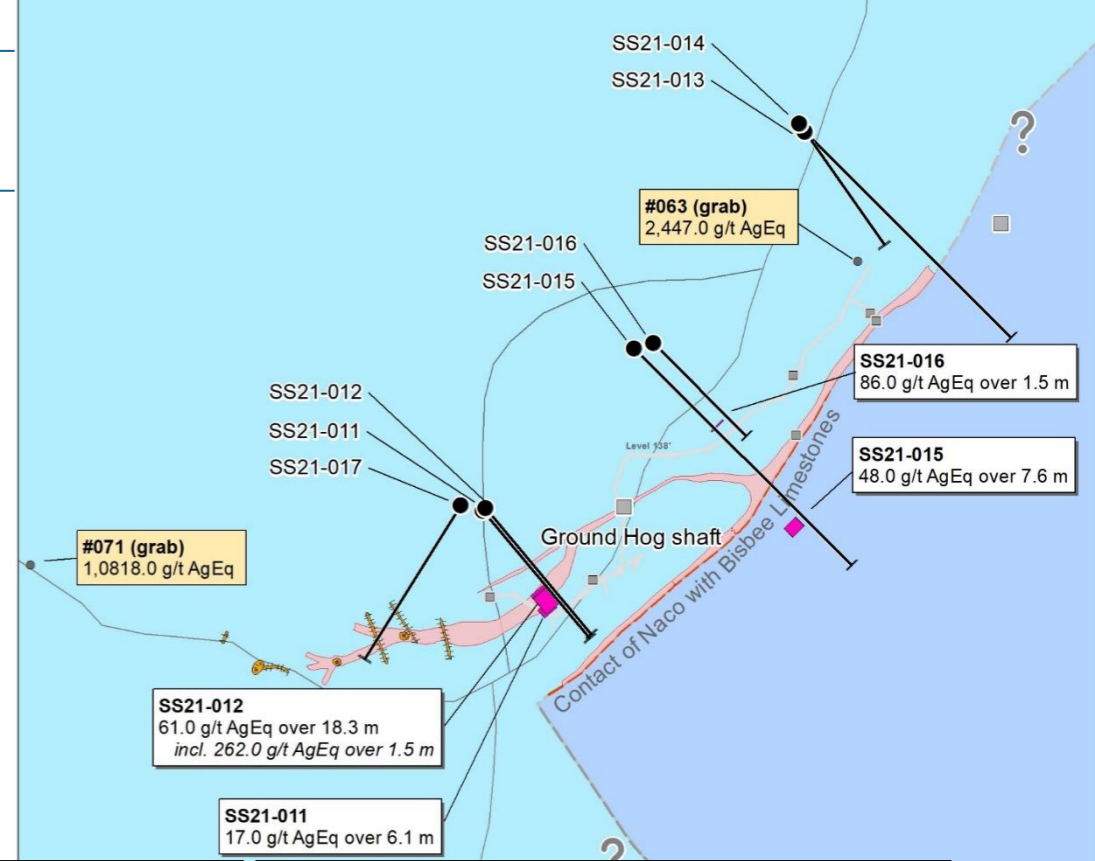 SS21-014
SS21-013
?
#063 (grab)
2,447.0 g/t AgEq
SS21-016
SS21-015
SS21-016
86.0 g/t AgEq over 1.5 m
SS21-012
SS21-011
SS21-017
Level 138'
SS21-015
48.0 g/t AgEq over 7.6 m
Ground Hog shaft
Contact of Naco with Bisbee Limestones
#071 (grab)
1,0818.0 g/t AgEq
SS21-012
61.0 g/t AgEq over 18.3 m
incl. 262.0 g/t AgEq over 1.5 m
SS21-011
17.0 g/t AgEq over 6.1 m
?